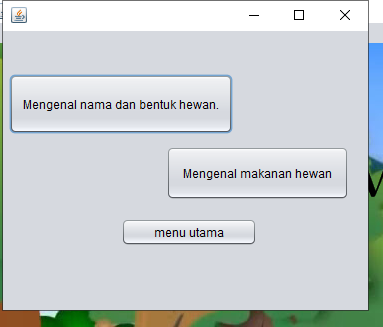 Mengenal nama dan bentuk hewan.
Mengenal makanan hewan
menu utama